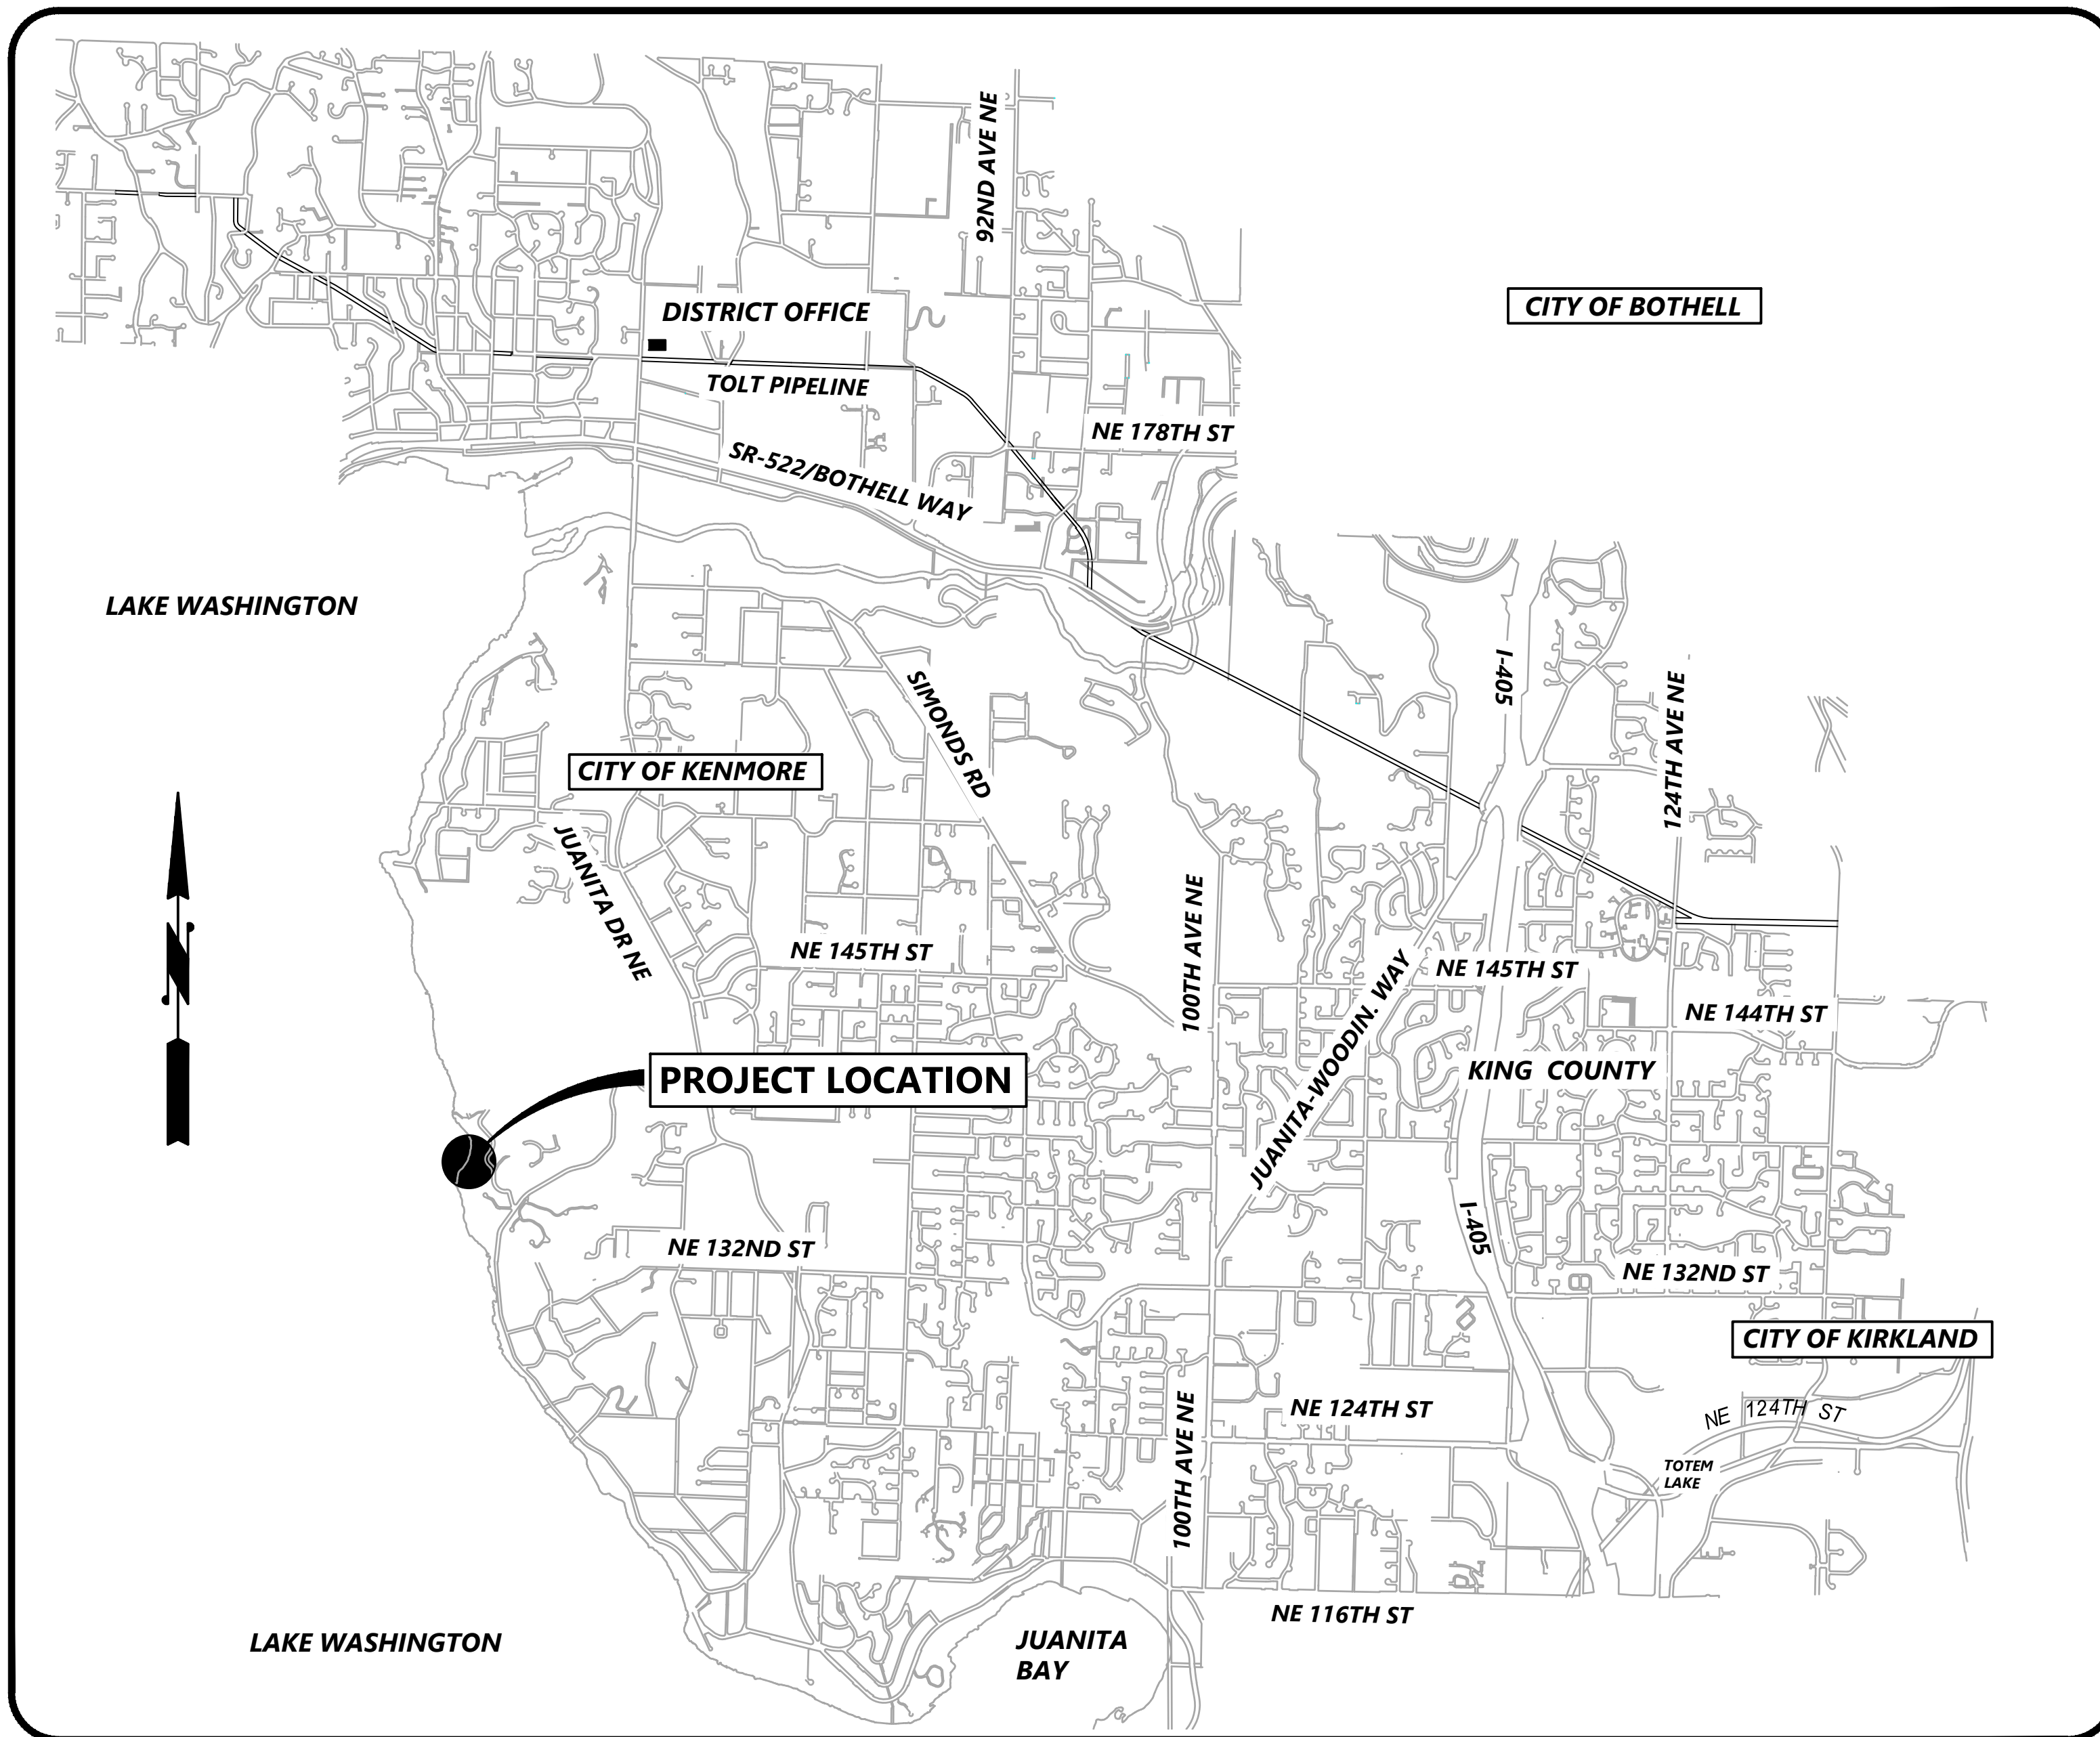 92ND AVE NE
DISTRICT OFFICE
CITY OF BOTHELL
TOLT PIPELINE
NE 178TH ST
SR-522/BOTHELL WAY
LAKE WASHINGTON
I-405
SIMONDS RD
124TH AVE NE
CITY OF KENMORE
JUANITA DR NE
100TH AVE NE
NE 145TH ST
JUANITA-WOODIN. WAY
NE 145TH ST
N
NE 144TH ST
PROJECT LOCATION
KING COUNTY
I-405
NE 132ND ST
NE 132ND ST
CITY OF KIRKLAND
NE 124TH ST
NE 124TH ST
100TH AVE NE
TOTEM
LAKE
NE 116TH ST
LAKE WASHINGTON
JUANITA
BAY